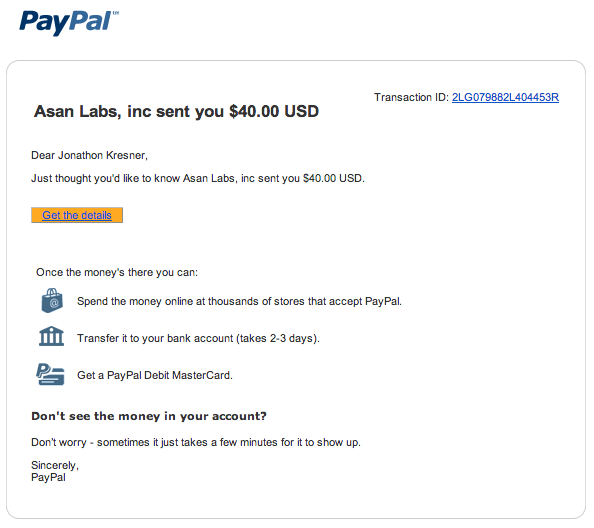 PayPal™
Transaction ID: 2LG079882L404453R
Asan Labs, inc sent you $40.00 USD
Dear Jonathon Kresner,
Just thought you'd like to know Asan Labs, inc sent you $40.00 USD.
Get the details
Once the money's there you can:
Spend the money online at thousands of stores that accept PayPal.
Transfer it to your bank account (takes 2-3 days).
Get a PayPal Debit MasterCard.
Don't see the money in your account?
Don't worry - sometimes it just takes a few minutes for it to show up.
Sincerely,
PayPal